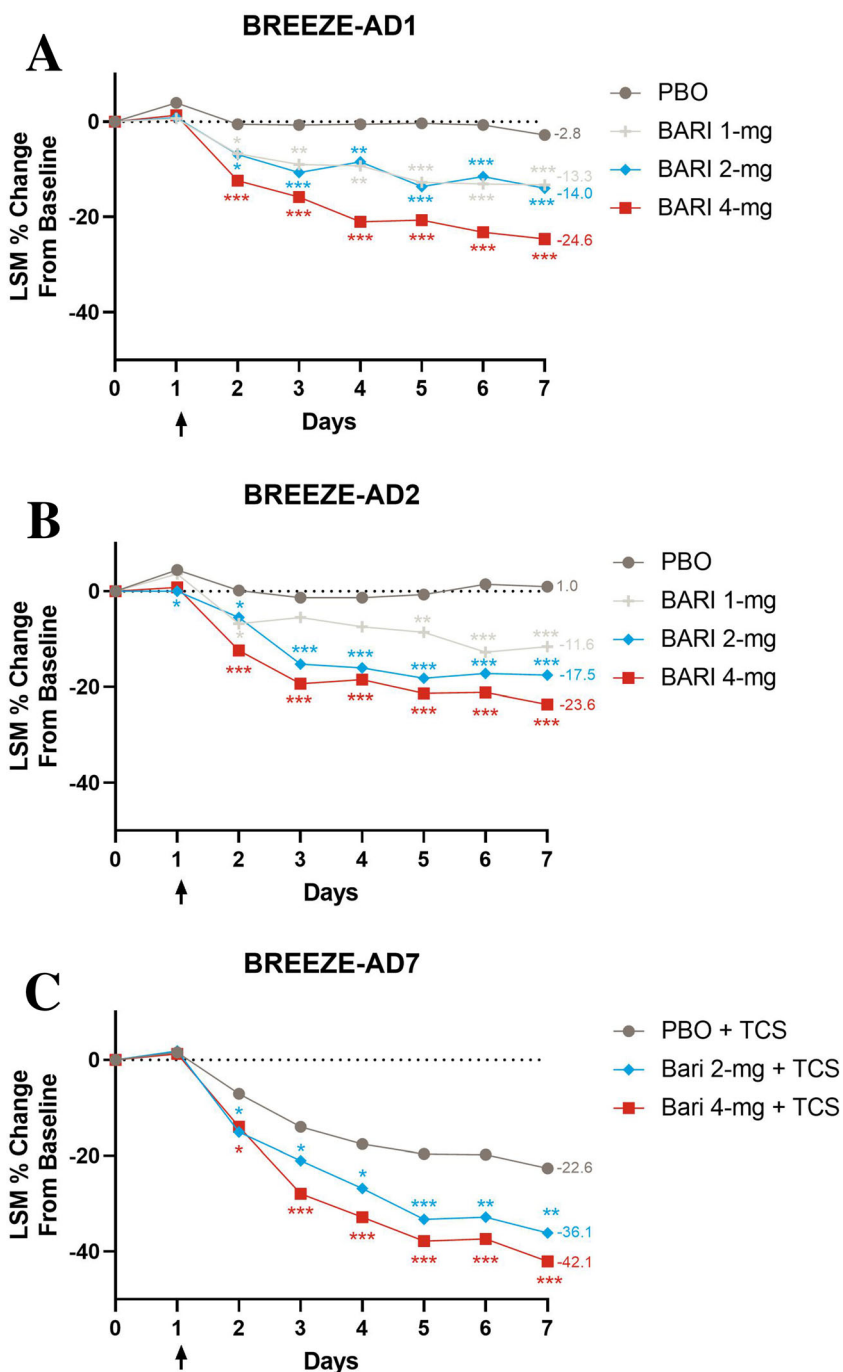 BREEZE-AD1
A
LSM % Change
From Baseline
0
-20
-40
* ** ** *** *** ***
* *** ** *** *** ***
*** *** *** *** *** ***
-2.8
-13.3
-14.0
-24.6
PBO
BARI 1-mg
BARI 2-mg
BARI 4-mg
0 1 2 3 4 5 6 7
Days
BREEZE-AD2
B
LSM % Change
From Baseline
0
-20
-40
* * ** *** ***
* *** *** *** *** ***
*** *** *** *** *** ***
1.0
-11.6
-17.5
-23.6
PBO
BARI 1-mg
BARI 2-mg
BARI 4-mg
0 1 2 3 4 5 6 7
Days
BREEZE-AD7
C
LSM % Change
From Baseline
0
-20
-40
* * * *** ** **
* *** *** *** *** ***
-22.6
-36.1
-42.1
PBO + TCS
Bari 2-mg + TCS
Bari 4-mg + TCS
0 1 2 3 4 5 6 7
Days